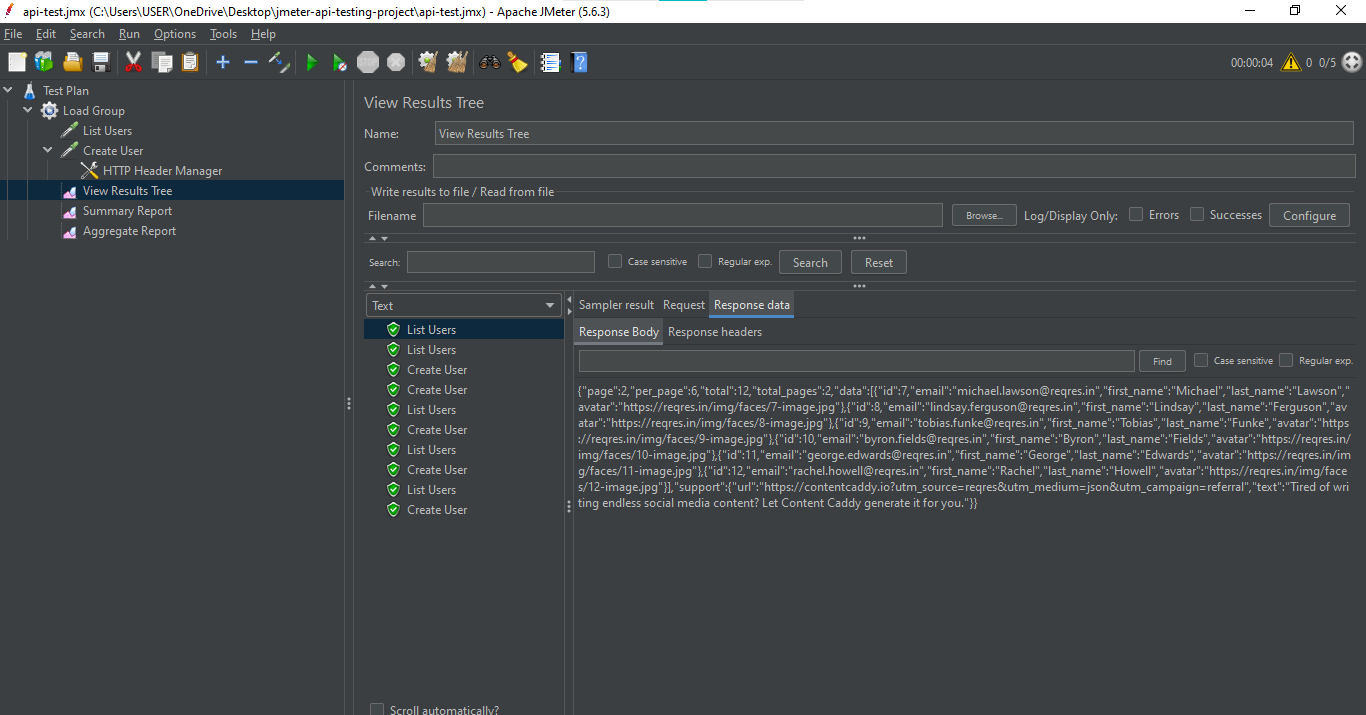 api-test.jmx (C:\Users\USER\OneDrive\Desktop\jmeter-api-testing-project\api-test.jmx) - Apache JMeter (5.6.3)
File Edit Search Run Options Tools Help
STOP
00:00:04 0 0/5
Test Plan
Load Group
List Users
Create User
HTTP Header Manager
View Results Tree
Summary Report
Aggregate Report
View Results Tree
Name: View Results Tree
Comments:
Write results to file / Read from file
Filename Browse... Log/Display Only: Errors Successes Configure
Search: Case sensitive Regular exp. Search Reset
Text
List Users
List Users
Create User
Create User
List Users
Create User
List Users
Create User
List Users
Create User
Scroll automatically?
Sampler result Request Response data
Response Body Response headers
Find Case sensitive Regular exp.
{"page":2,"per_page":6,"total":12,"total_pages":2,"data":[{"id":7,"email":"michael.lawson@reqres.in","first_name":"Michael","last_name":"Lawson","
avatar":"https://reqres.in/img/faces/7-image.jpg"},{"id":8,"email":"lindsay.ferguson@reqres.in","first_name":"Lindsay","last_name":"Ferguson","av
atar":"https://reqres.in/img/faces/8-image.jpg"},{"id":9,"email":"tobias.funke@reqres.in","first_name":"Tobias","last_name":"Funke","avatar":"https
://reqres.in/img/faces/9-image.jpg"},{"id":10,"email":"byron.fields@reqres.in","first_name":"Byron","last_name":"Fields","avatar":"https://reqres.in/
img/faces/10-image.jpg"},{"id":11,"email":"george.edwards@reqres.in","first_name":"George","last_name":"Edwards","avatar":"https://reqres.in/im
g/faces/11-image.jpg"},{"id":12,"email":"rachel.howell@reqres.in","first_name":"Rachel","last_name":"Howell","avatar":"https://reqres.in/img/face
s/12-image.jpg"}],"support":{"url":"https://contentcaddy.io?utm_source=reqres&utm_medium=json&utm_campaign=referral","text":"Tired of wri
ting endless social media content? Let Content Caddy generate it for you."}}